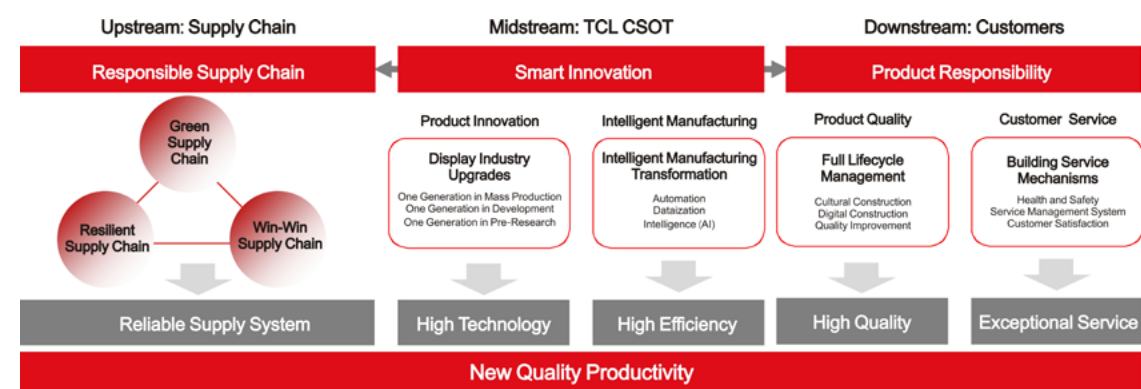 Upstream: Supply Chain
Midstream: TCL CSOT
Downstream: Customers
Responsible Supply Chain
Smart Innovation
Product Responsibility
Green
Supply
Chain
Resilient
Supply Chain
Win-Win
Supply Chain
Product Innovation
Display Industry
Upgrades
One Generation in Mass Production
One Generation in Development
One Generation in Pre-Research
Intelligent Manufacturing
Intelligent Manufacturing
Transformation
Automation
Dataization
Intelligence (AI)
Product Quality
Full Lifecycle
Management
Cultural Construction
Digital Construction
Quality Improvement
Customer Service
Building Service
Mechanisms
Health and Safety
Service Management System
Customer Satisfaction
Reliable Supply System
High Technology
High Efficiency
High Quality
Exceptional Service
New Quality Productivity